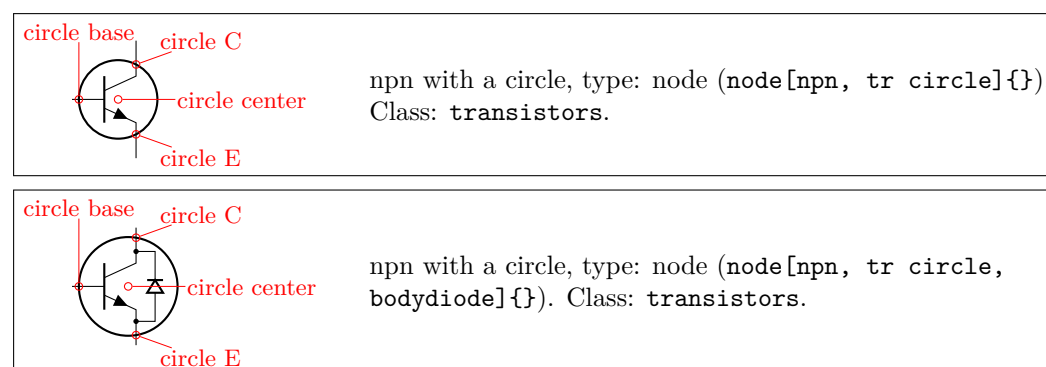 circle base
circle C
circle center
circle E
npn with a circle, type: node (node[npn, tr circle]{})
Class: transistors.
circle base
circle C
circle center
circle E
npn with a circle, type: node (node[npn, tr circle,
bodydiode]{}). Class: transistors.